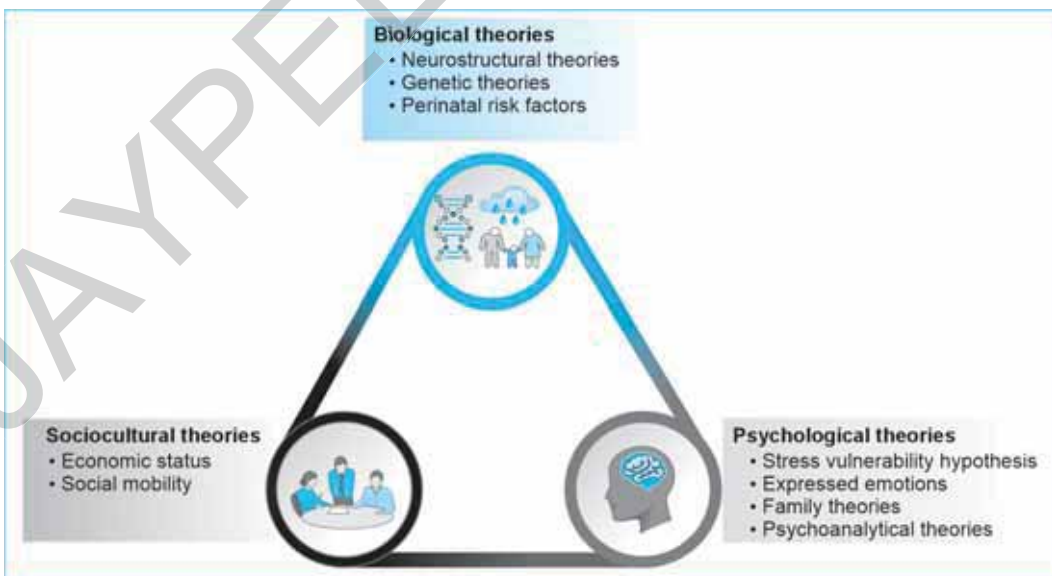 Biological theories
• Neurostructural theories
• Genetic theories
• Perinatal risk factors
Sociocultural theories
• Economic status
• Social mobility
Psychological theories
• Stress vulnerability hypothesis
• Expressed emotions
• Family theories
• Psychoanalytical theories
JAYPEE